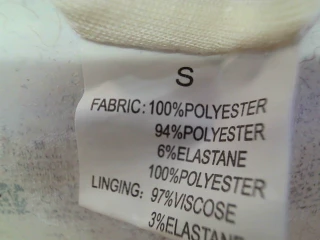 S
FABRIC: 100%POLYESTER
94%POLYESTER
6%ELASTANE
100%POLYESTER
LINGING: 97%VISCOSE
3%ELASTANE